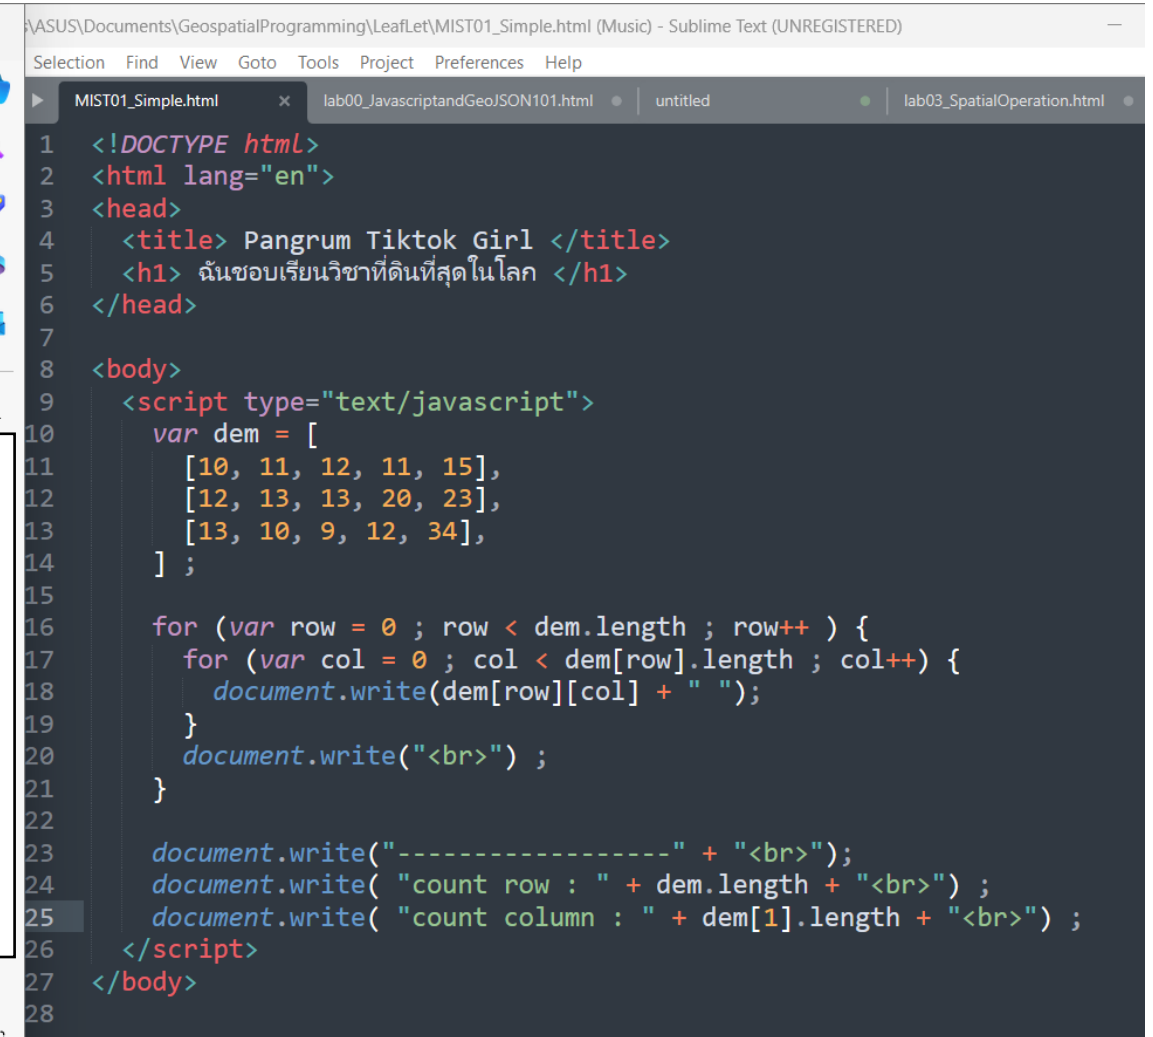 \ASUS\Documents\GeospatialProgramming\LeafLet\MIST01_Simple.html (Music) - Sublime Text (UNREGISTERED)
Selection Find View Goto Tools Project Preferences Help
MIST01_Simple.html × lab00_JavascriptandGeoJSON101.html untitled lab03_SpatialOperation.html
1 <!DOCTYPE html>
2 <html lang="en">
3 <head>
4 <title> Pangrum Tiktok Girl </title>
5 <h1> ฉันชอบเรียนวิชาที่ดินที่สุดในโลก </h1>
6 </head>
7
8 <body>
9 <script type="text/javascript">
10 var dem = [
11 [10, 11, 12, 11, 15],
12 [12, 13, 13, 20, 23],
13 [13, 10, 9, 12, 34],
14 ] ;
15
16 for (var row = 0 ; row < dem.length ; row++ ) {
17 for (var col = 0 ; col < dem[row].length ; col++) {
18 document.write(dem[row][col] + " ");
19 }
20 document.write("<br>") ;
21 }
22
23 document.write("------------------" + "<br>");
24 document.write( "count row : " + dem.length + "<br>") ;
25 document.write( "count column : " + dem[1].length + "<br>") ;
26 </script>
27 </body>
28